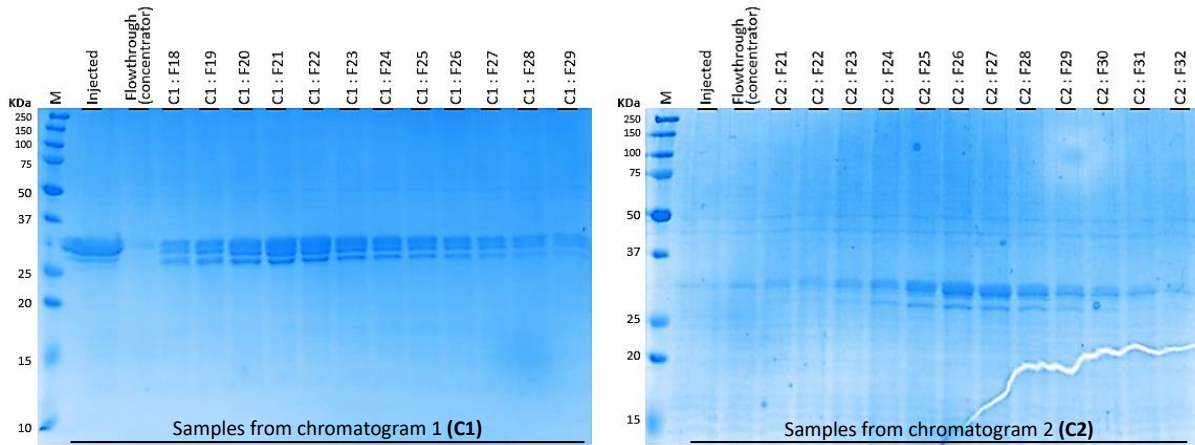 KDa
M
Injected
Flowthrough
(concentrator)
C1 : F18
C1 : F19
C1 : F20
C1 : F21
C1 : F22
C1 : F23
C1 : F24
C1 : F25
C1 : F26
C1 : F27
C1 : F28
C1 : F29
250
150
100
75
50
37
25
20
15
10
Samples from chromatogram 1 (C1)
KDa
M
Injected
Flowthrough
(concentrator)
C2 : F21
C2 : F22
C2 : F23
C2 : F24
C2 : F25
C2 : F26
C2 : F27
C2 : F28
C2 : F29
C2 : F30
C2 : F31
C2 : F32
250
150
100
75
50
37
25
20
15
Samples from chromatogram 2 (C2)